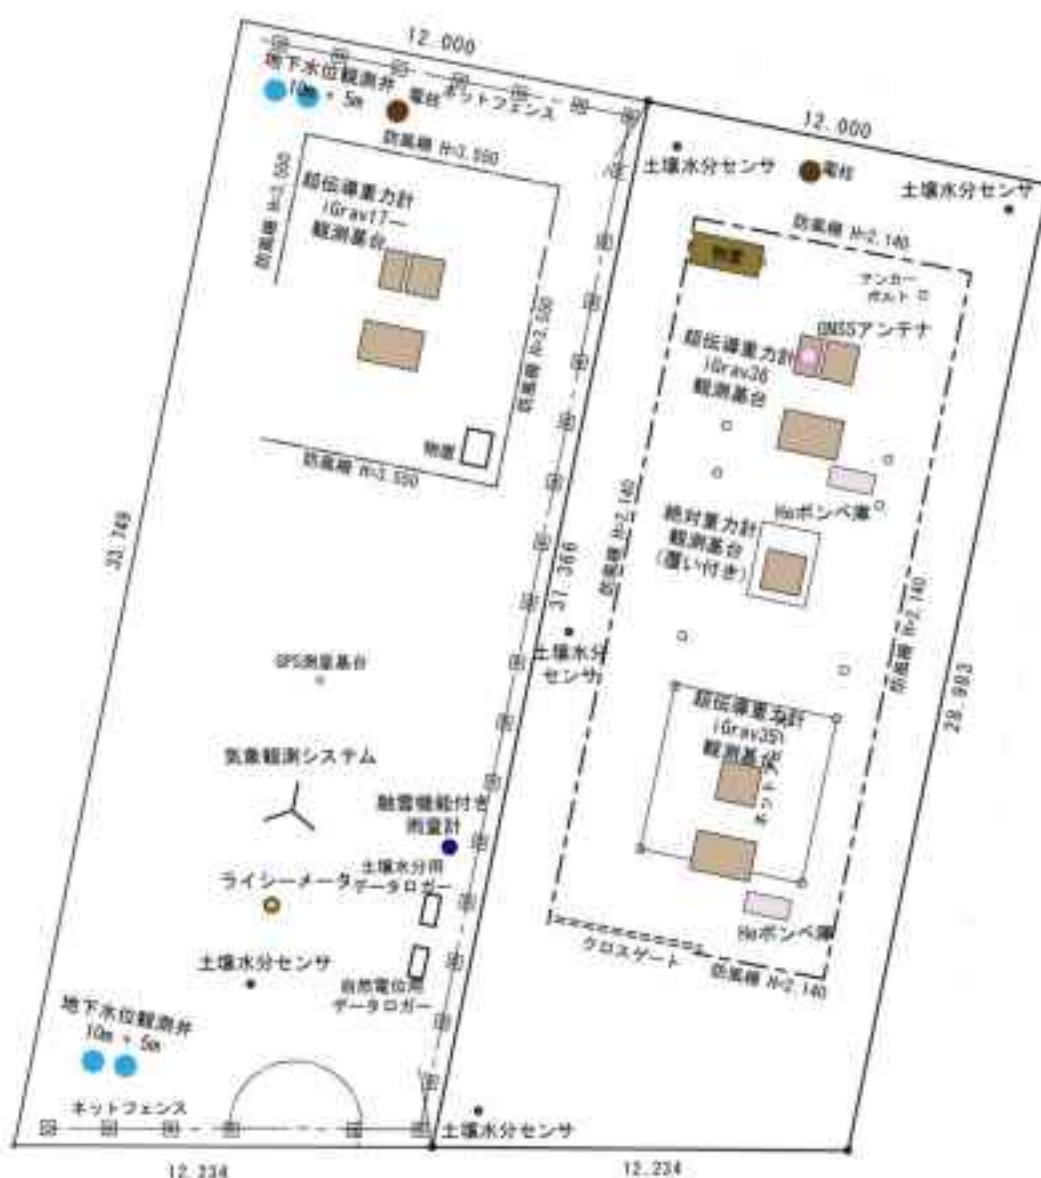 12.000
地下水位観測井
10m + 5m
電柱
ネットフェンス
防風柵 H=3.550
防風柵 H=3.550
超伝導重力計
iGrav17
観測基台
防風柵 H=3.550
物置
防風柵 H=3.550
33.749
37.366
GPS測量基台
気象観測システム
融雪機能付き
雨量計
土壌水分用
データロガー
ライシーメータ
土壌水分センサ
自然電位用
データロガー
地下水位観測井
10m + 5m
ネットフェンス
12.234
12.000
土壌水分センサ
電柱
土壌水分センサ
防風柵 H=2.140
物置
アンカー
ボルト
GNSSアンテナ
超伝導重力計
iGrav36
観測基台
Heボンベ庫
防風柵 H=2.140
絶対重力計
観測基台
(覆い付き)
防風柵 H=2.140
土壌水分
センサ
28.983
超伝導重力計
iGrav35
観測基台
Heボンベ庫
クロスゲート
防風柵 H=2.140
土壌水分センサ
12.234